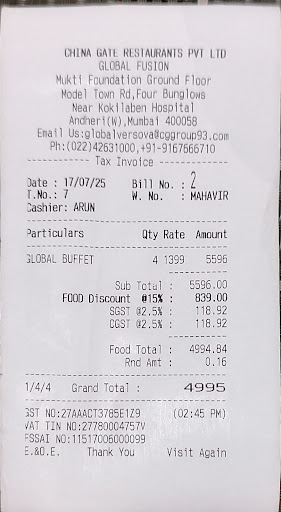 CHINA GATE RESTAURANTS PVT LTD
GLOBAL FUSION
Mukti Foundation Ground Floor
Model Town Rd,Four Bunglows
Near Kokilaben Hospital
Andheri(W),Mumbai 400058
Email Us:globalversova@cggroup93.com
Ph:(022)42631000,+91-9167666710
Tax Invoice
Date : 17/07/25 Bill No. : 2
T.No.: 7 W. No. : MAHAVIR
Cashier: ARUN
Particulars Qty Rate Amount
GLOBAL BUFFET 4 1399 5596
Sub Total : 5596.00
FOOD Discount @15% : 839.00
SGST @2.5% : 118.92
CGST @2.5% : 118.92
Food Total : 4994.84
Rnd Amt : 0.16
1/4/4 Grand Total : 4995
GST NO:27AAACT3785E1Z9 (02:45 PM)
VAT TIN NO:27780004757V
FSSAI NO:11517006000099
E.&O.E. Thank You Visit Again